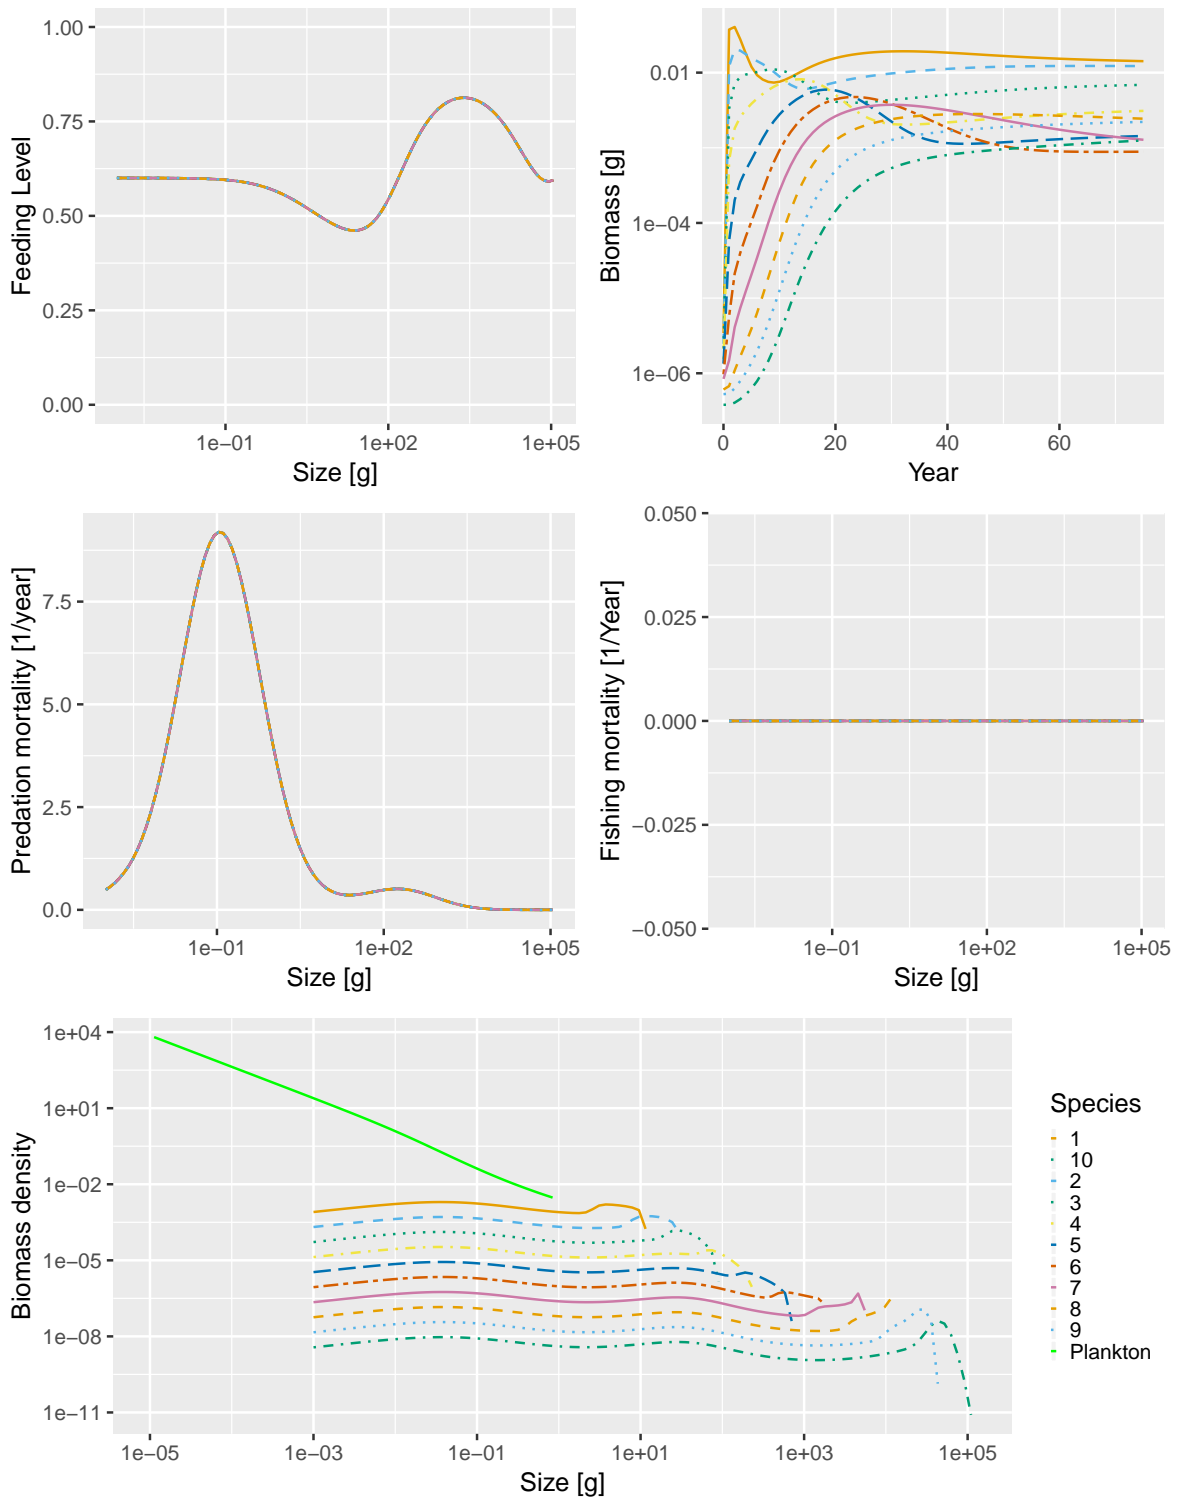 1.00
0.75
0.50
0.25
0.00
Feeding Level
1e−01
1e+02
1e+05
Size [g]
0.01
1e−04
1e−06
Biomass [g]
0
20
40
60
Year
7.5
5.0
2.5
0.0
Predation mortality [1/year]
1e−01
1e+02
1e+05
Size [g]
0.050
0.025
0.000
−0.025
−0.050
Fishing mortality [1/Year]
1e−01
1e+02
1e+05
Size [g]
1e+04
1e+01
1e−02
1e−05
1e−08
1e−11
Biomass density
1e−05
1e−03
1e−01
1e+01
1e+03
1e+05
Size [g]
Species
1
10
2
3
4
5
6
7
8
9
Plankton